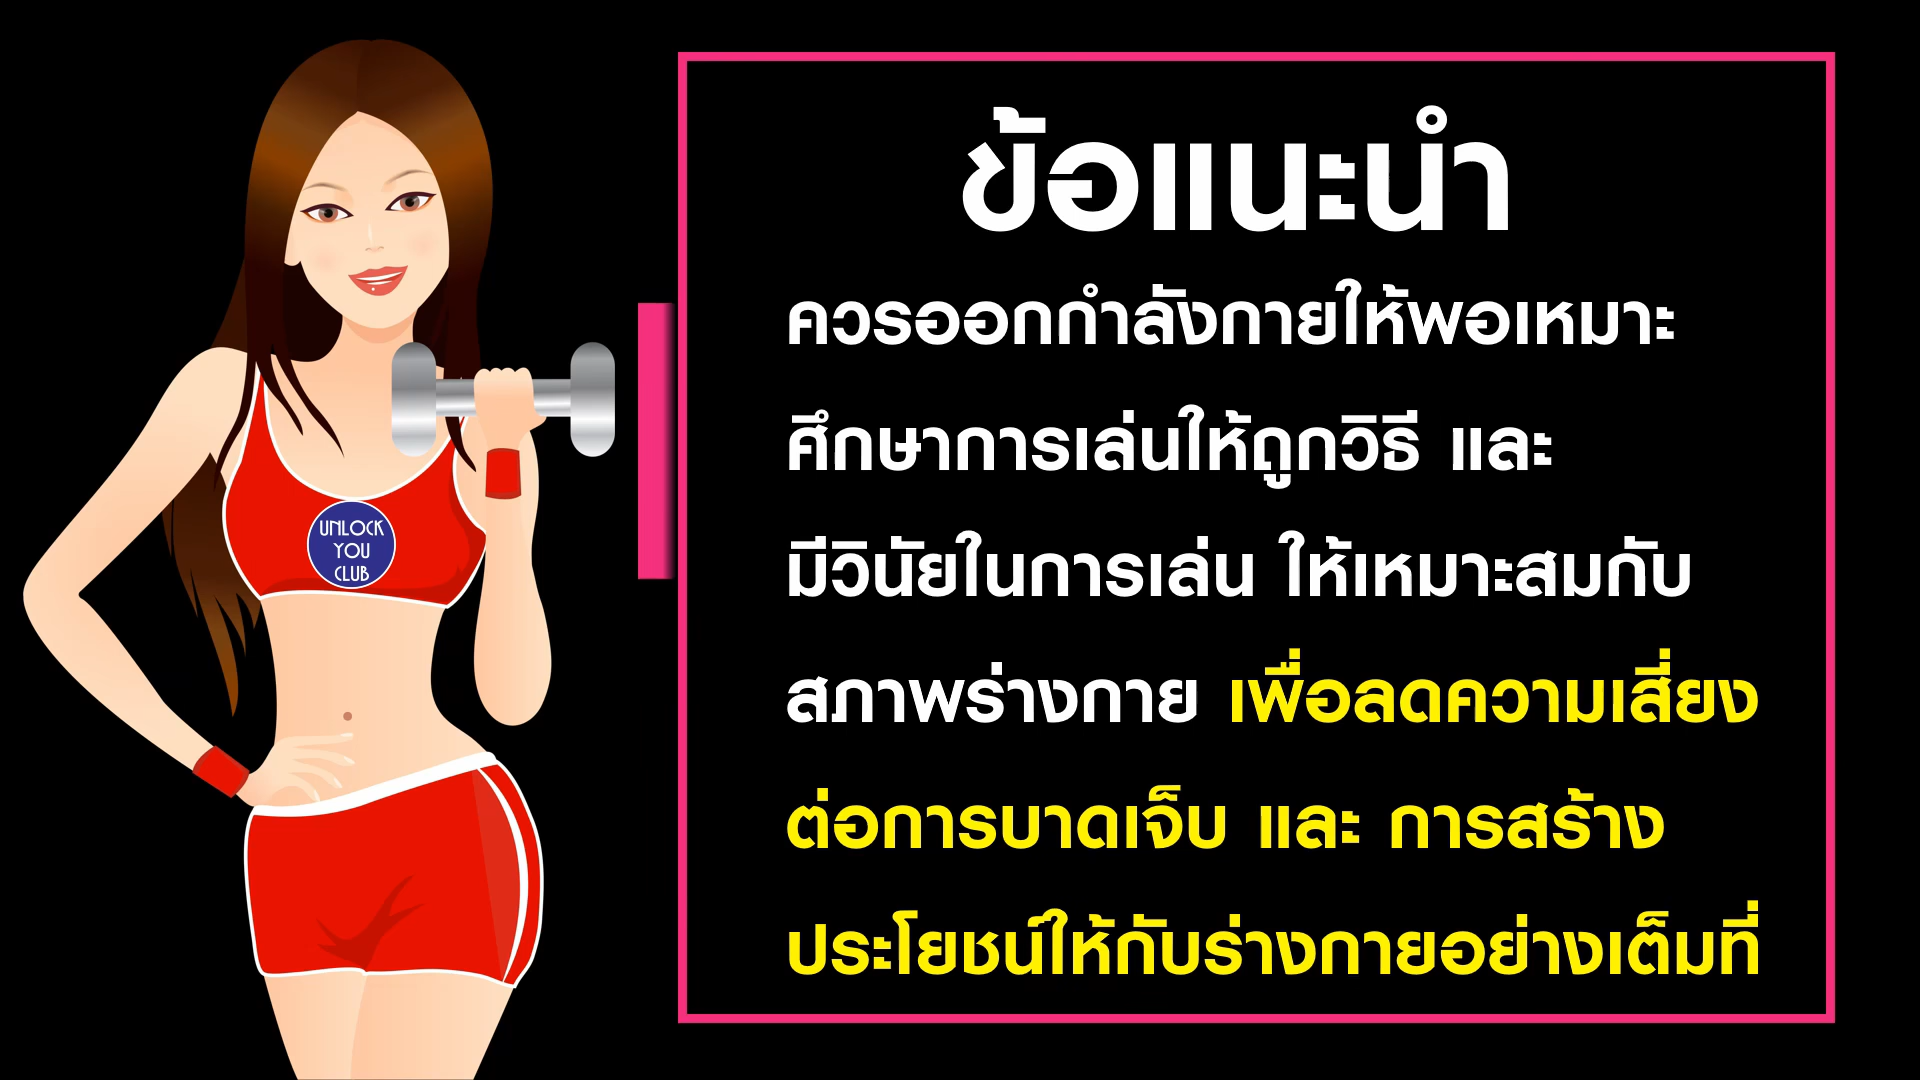 UNLOCK
YOU
CLUB
ข้อแนะนำ
ควรออกกำลังกายให้พอเหมาะ
ศึกษาการเล่นให้ถูกวิธี และ
มีวินัยในการเล่น ให้เหมาะสมกับ
สภาพร่างกาย เพื่อลดความเสี่ยง
ต่อการบาดเจ็บ และ การสร้าง
ประโยชน์ให้กับร่างกายอย่างเต็มที่